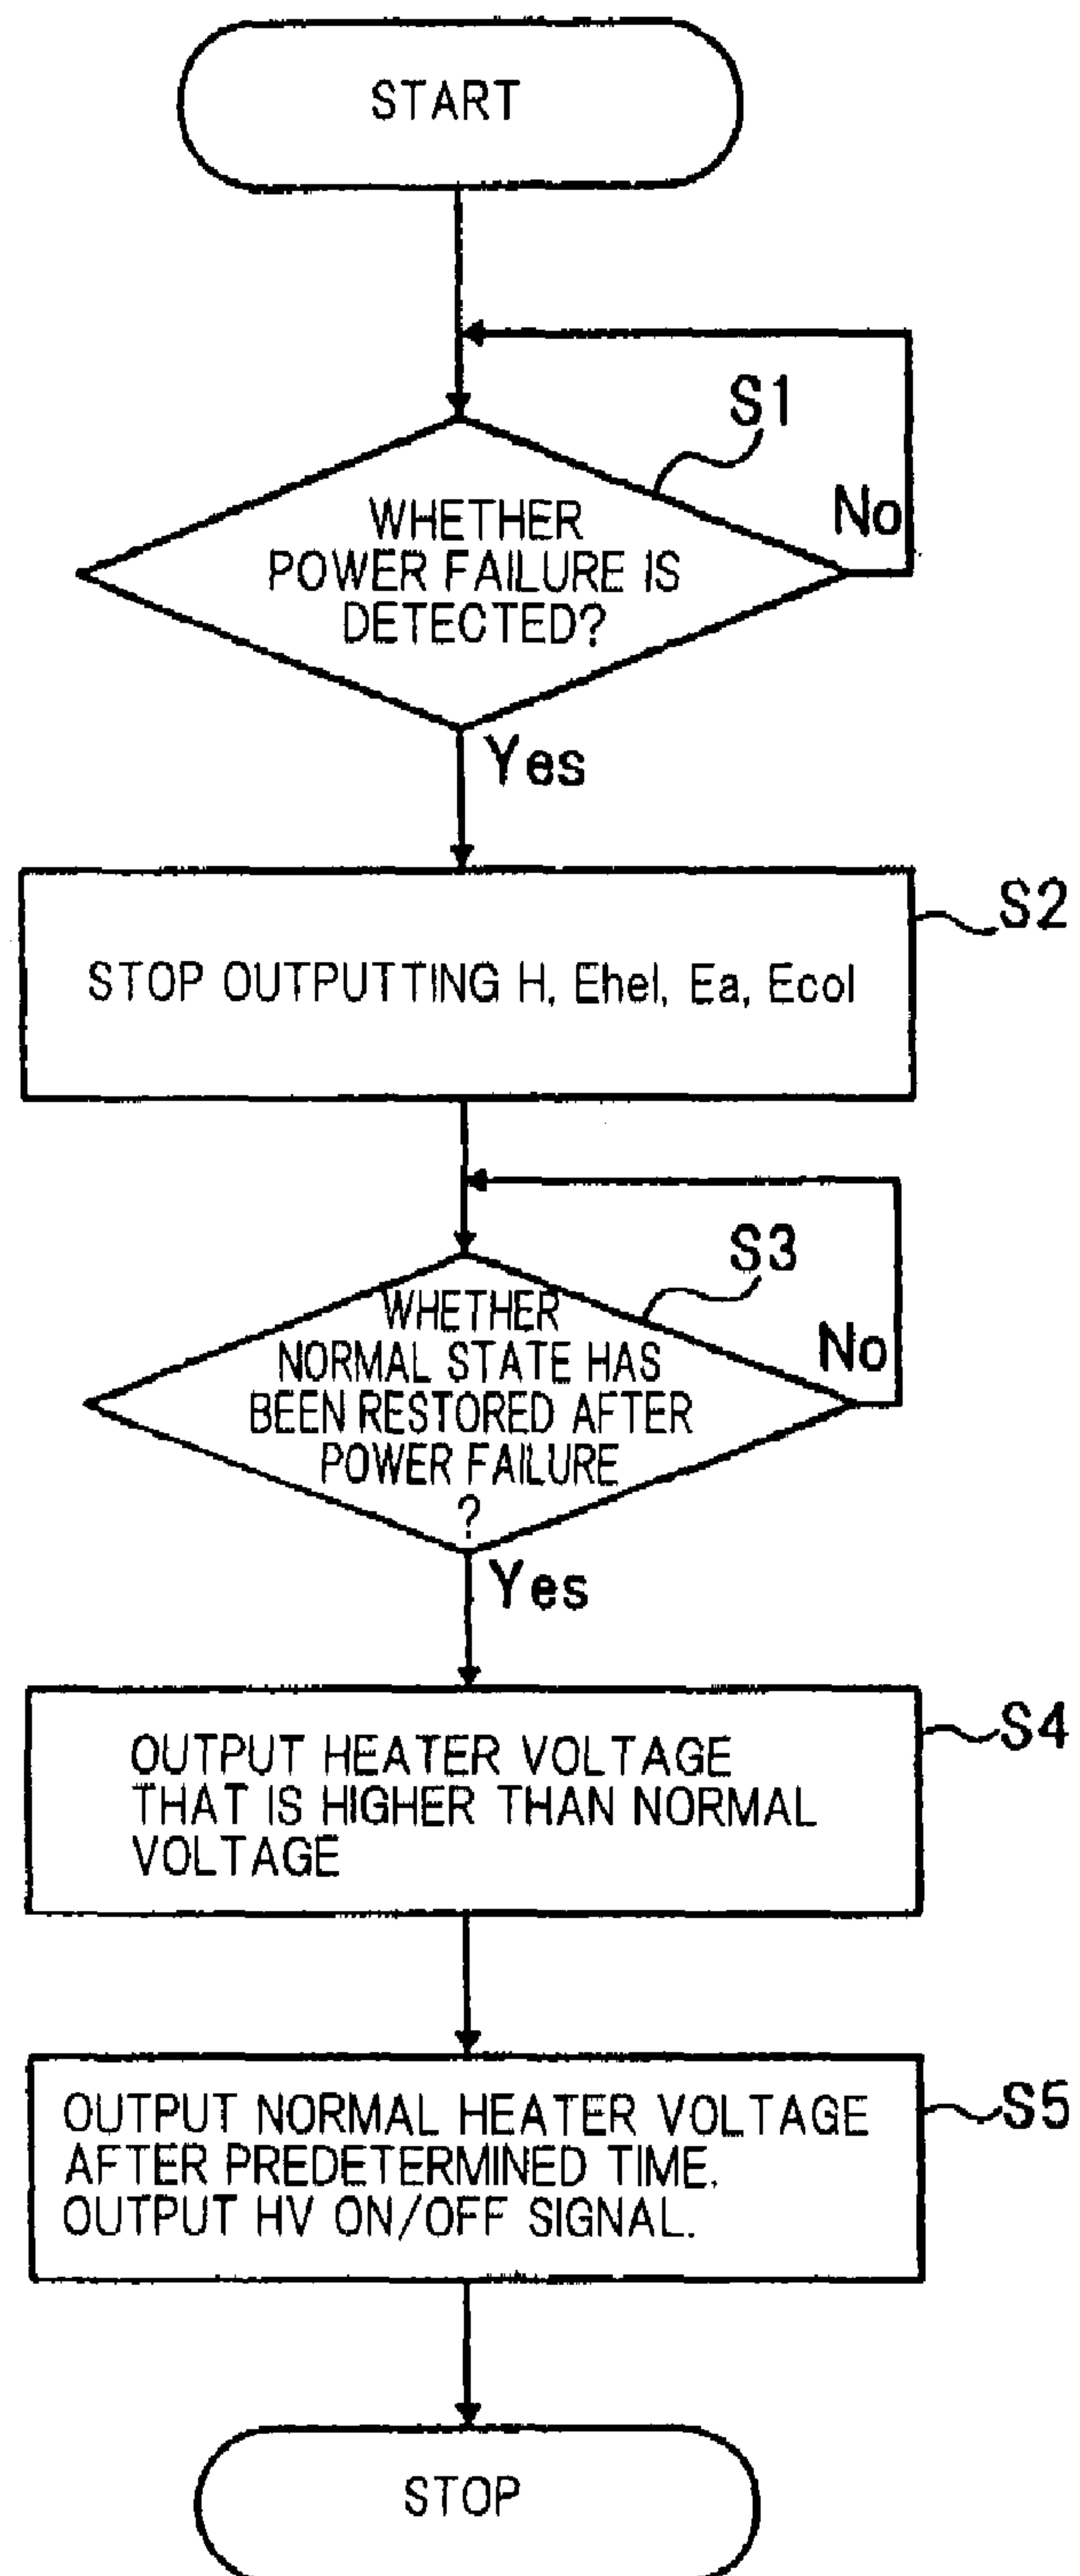 START
S1
No
WHETHER
POWER FAILURE IS
DETECTED?
Yes
S2
STOP OUTPUTTING H, Ehel, Ea, Ecol
S3
No
WHETHER
NORMAL STATE HAS
BEEN RESTORED AFTER
POWER FAILURE
?
Yes
S4
OUTPUT HEATER VOLTAGE
THAT IS HIGHER THAN NORMAL
VOLTAGE
S5
OUTPUT NORMAL HEATER VOLTAGE
AFTER PREDETERMINED TIME.
OUTPUT HV ON/OFF SIGNAL.
STOP